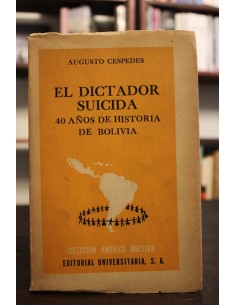 AUGUSTO CESPEDES
EL DICTADOR
SUICIDA
40 AÑOS DE HISTORIA
DE BOLIVIA
COLECCION AMERICA NUESTRA
EDITORIAL UNIVERSITARIA, S. A.